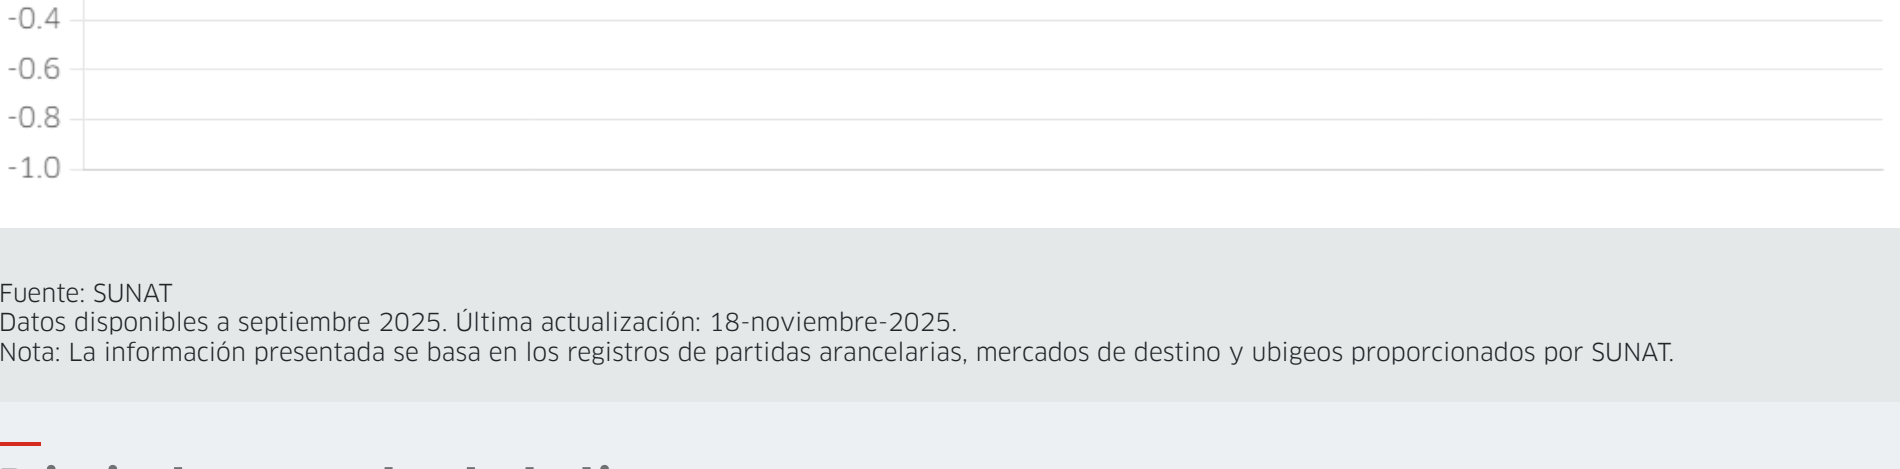 -0.4
-0.6
-0.8
-1.0
Fuente: SUNAT
Datos disponibles a septiembre 2025. Última actualización: 18-noviembre-2025.
Nota: La información presentada se basa en los registros de partidas arancelarias, mercados de destino y ubigeos proporcionados por SUNAT.